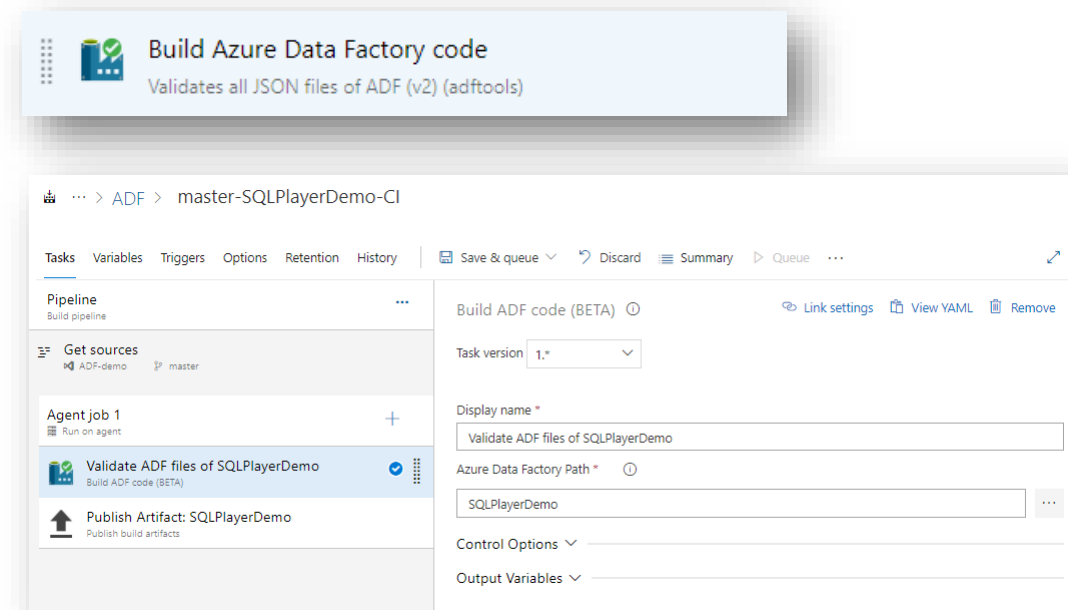 Build Azure Data Factory code
Validates all JSON files of ADF (v2) (adftools)
··· > ADF > master-SQLPlayerDemo-CI
Tasks Variables Triggers Options Retention History Save & queue Discard Summary Queue ···
Pipeline ···
Build pipeline
Get sources
ADF-demo master
Agent job 1
Run on agent
Validate ADF files of SQLPlayerDemo
Build ADF code (BETA)
Publish Artifact: SQLPlayerDemo
Publish build artifacts
Build ADF code (BETA) Link settings View YAML Remove
Task version 1.*
Display name *
Validate ADF files of SQLPlayerDemo
Azure Data Factory Path *
SQLPlayerDemo ···
Control Options
Output Variables